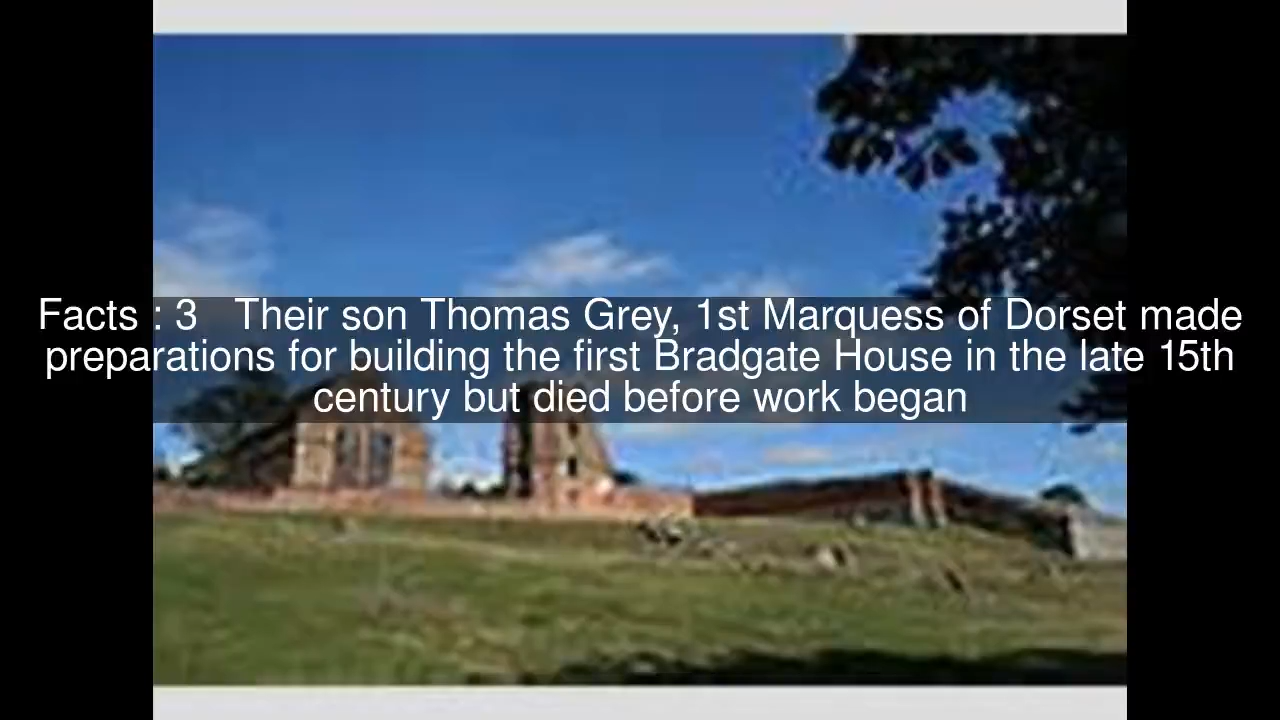 Facts : 3   Their son Thomas Grey, 1st Marquess of Dorset made
preparations for building the first Bradgate House in the late 15th
century but died before work began